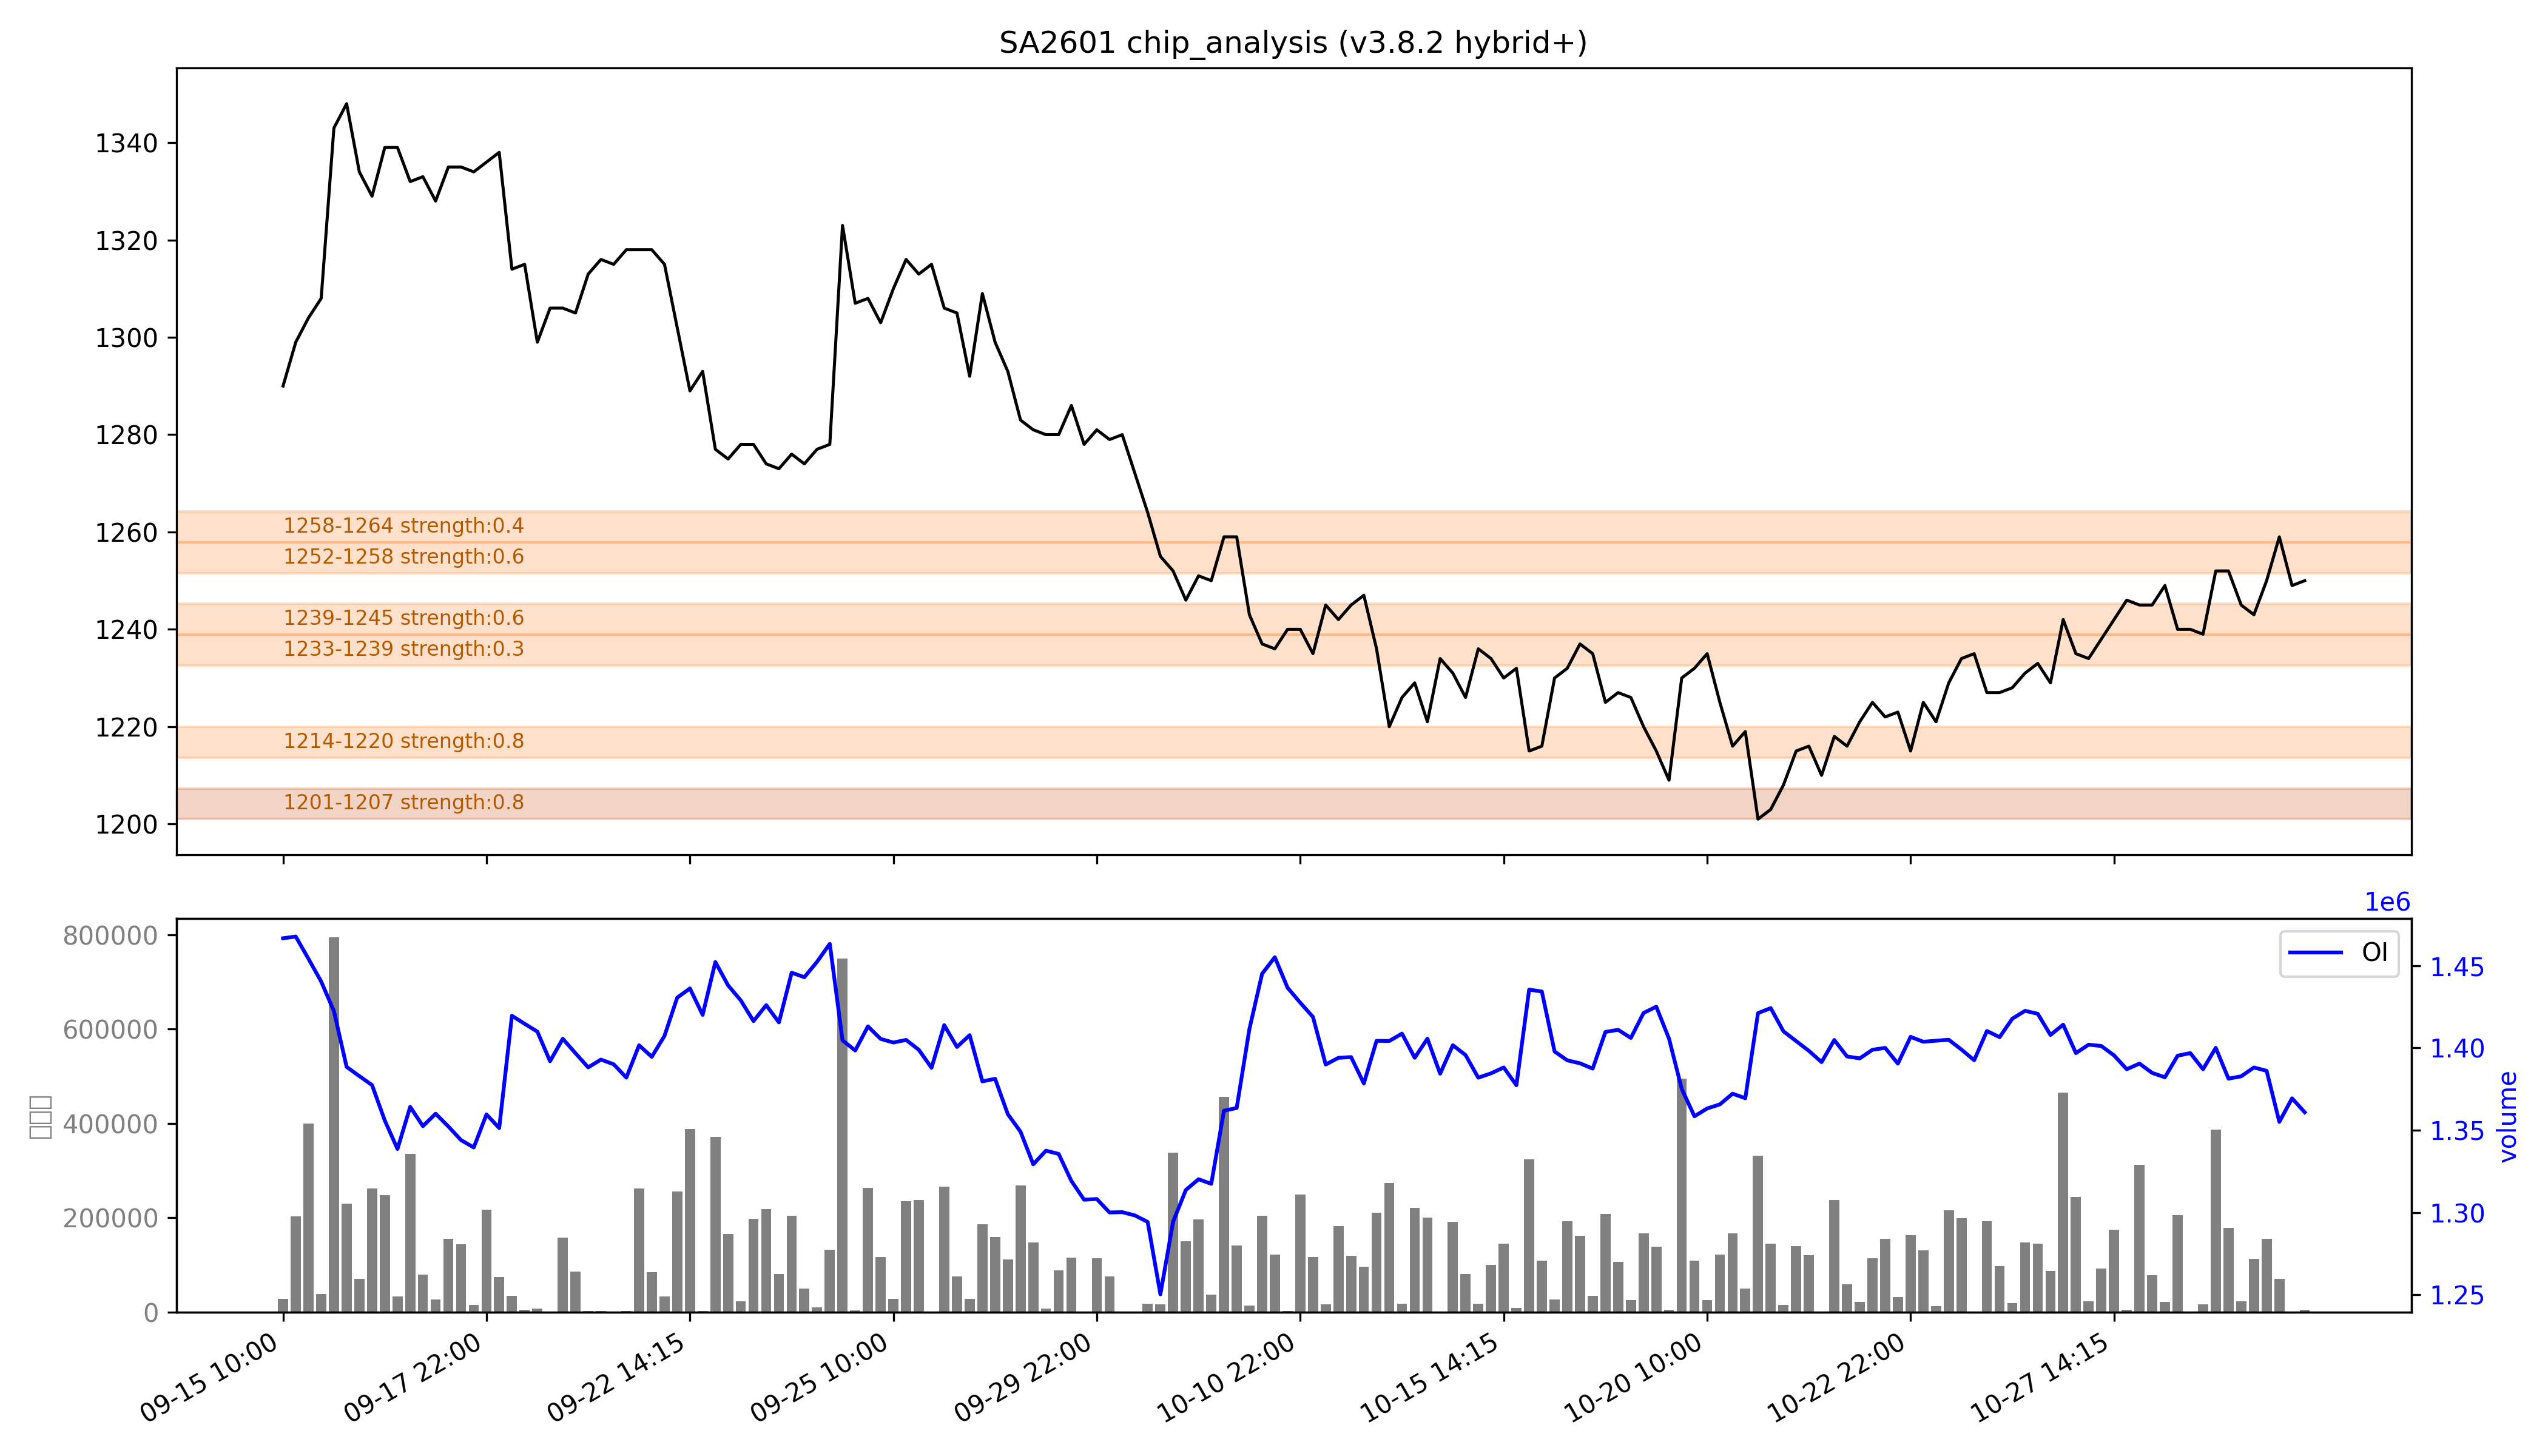 SA2601 chip_analysis (v3.8.2 hybrid+)
1340
1320
1300
1280
1260
1240
1220
1200
1258-1264 strength:0.4
1252-1258 strength:0.6
1239-1245 strength:0.6
1233-1239 strength:0.3
1214-1220 strength:0.8
1201-1207 strength:0.8
1e6
800000
600000
400000
200000
0
OI
1.45
1.40
1.35
1.30
1.25
volume
09-15 10:00
09-17 22:00
09-22 14:15
09-25 10:00
09-29 22:00
10-10 22:00
10-15 14:15
10-20 10:00
10-22 22:00
10-27 14:15